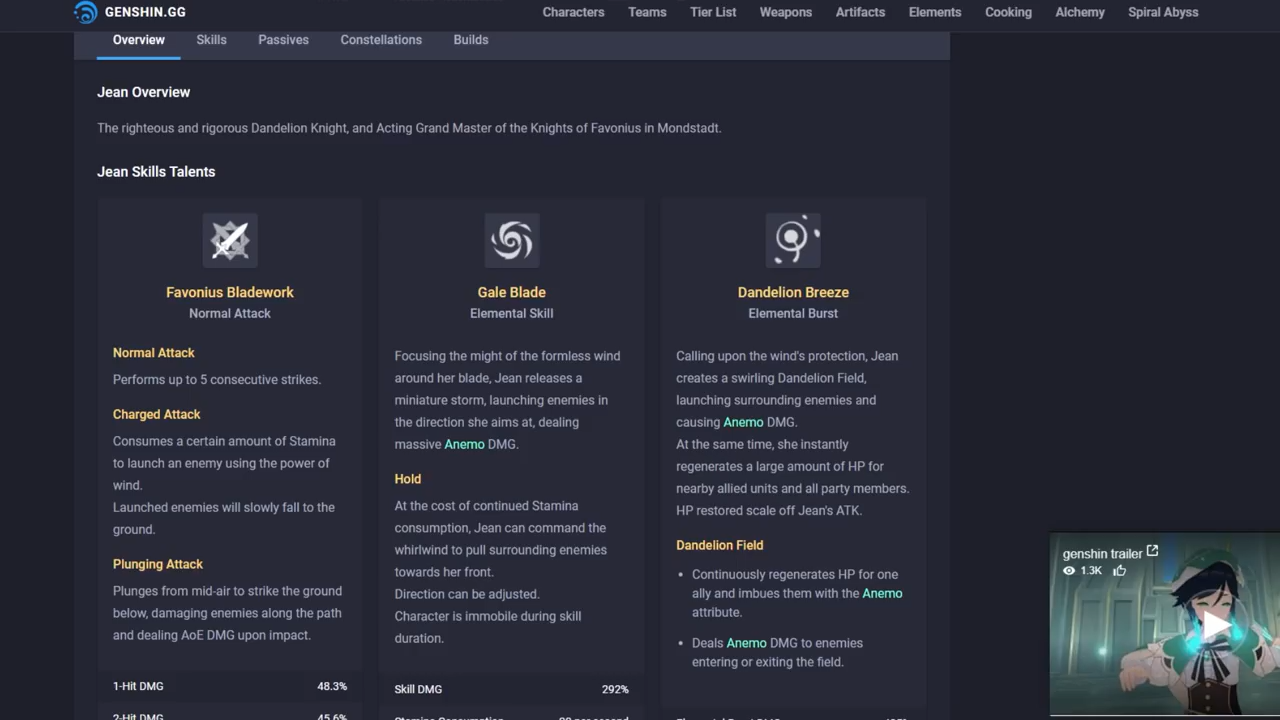 GENSHIN.GG
Characters Teams Tier List Weapons Artifacts Elements Cooking Alchemy Spiral Abyss
Overview Skills Passives Constellations Builds
Jean Overview
The righteous and rigorous Dandelion Knight, and Acting Grand Master of the Knights of Favonius in Mondstadt.
Jean Skills Talents
Favonius Bladework
Normal Attack
Normal Attack
Performs up to 5 consecutive strikes.
Charged Attack
Consumes a certain amount of Stamina
to launch an enemy using the power of
wind.
Launched enemies will slowly fall to the
ground.
Plunging Attack
Plunges from mid-air to strike the ground
below, damaging enemies along the path
and dealing AoE DMG upon impact.
1-Hit DMG 48.3%
2-Hit DMG 45.6%
Gale Blade
Elemental Skill
Focusing the might of the formless wind
around her blade, Jean releases a
miniature storm, launching enemies in
the direction she aims at, dealing
massive Anemo DMG.
Hold
At the cost of continued Stamina
consumption, Jean can command the
whirlwind to pull surrounding enemies
towards her front.
Direction can be adjusted.
Character is immobile during skill
duration.
Skill DMG 292%
Stamina Consumption 20 per second
Dandelion Breeze
Elemental Burst
Calling upon the wind's protection, Jean
creates a swirling Dandelion Field,
launching surrounding enemies and
causing Anemo DMG.
At the same time, she instantly
regenerates a large amount of HP for
nearby allied units and all party members.
HP restored scale off Jean's ATK.
Dandelion Field
Continuously regenerates HP for one
ally and imbues them with the Anemo
attribute.
Deals Anemo DMG to enemies
entering or exiting the field.
genshin trailer
1.3K